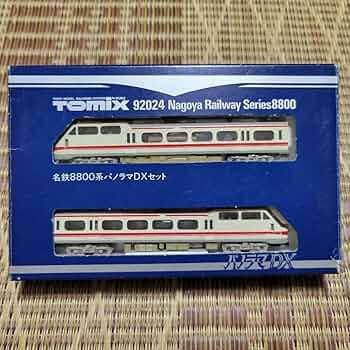 TOMIX 92024 Nagoya Railway Series8800
名鉄8800系パノラマDXセット
パノラマDX